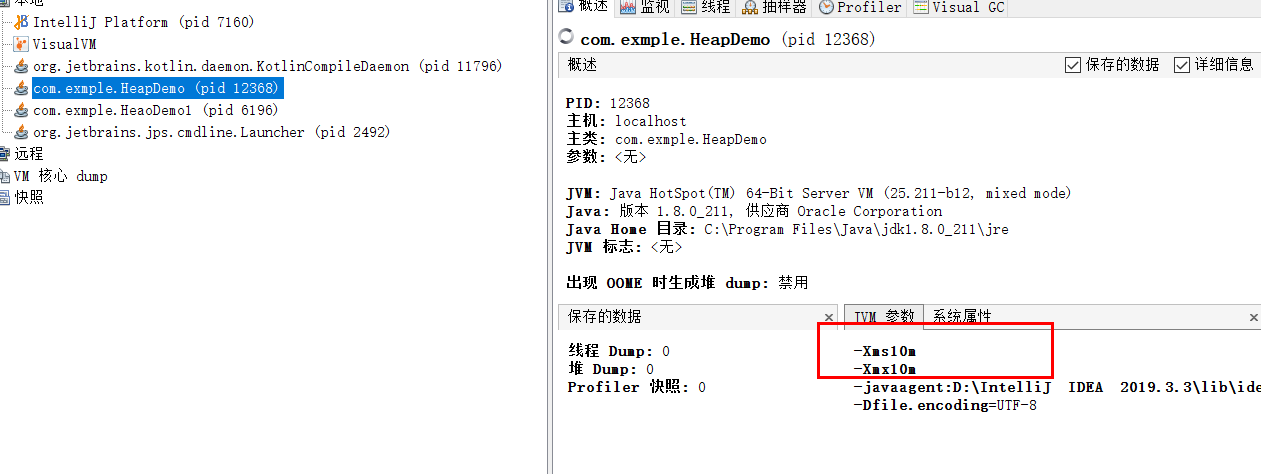 本地
IntelliJ Platform (pid 7160)
VisualVM
org.jetbrains.kotlin.daemon.KotlinCompileDaemon (pid 11796)
com.exmple.HeapDemo (pid 12368)
com.exmple.HeaoDemo1 (pid 6196)
org.jetbrains.jps.cmdline.Launcher (pid 2492)
远程
VM 核心 dump
快照
概述 监视 线程 抽样器 Profiler Visual GC
com.exmple.HeapDemo (pid 12368)
概述 保存的数据 详细信息
PID: 12368
主机: localhost
主类: com.exmple.HeapDemo
参数: <无>
JVM: Java HotSpot(TM) 64-Bit Server VM (25.211-b12, mixed mode)
Java: 版本 1.8.0_211, 供应商 Oracle Corporation
Java Home 目录: C:\Program Files\Java\jdk1.8.0_211\jre
JVM 标志: <无>
出现 OOME 时生成堆 dump: 禁用
保存的数据
线程 Dump: 0
堆 Dump: 0
Profiler 快照: 0
JVM 参数 系统属性
-Xms10m
-Xmx10m
-javaagent:D:\IntelliJ IDEA 2019.3.3\lib\ide
-Dfile.encoding=UTF-8